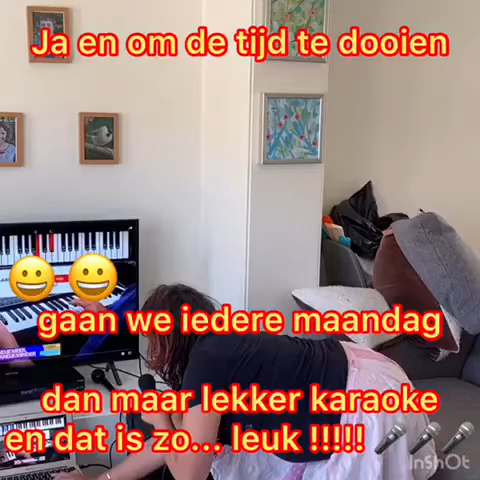 Ja en om de tijd te dooien
gaan we iedere maandag
dan maar lekker karaoke
en dat is zo... leuk !!!!! 🎤🎤🎤
InShOt